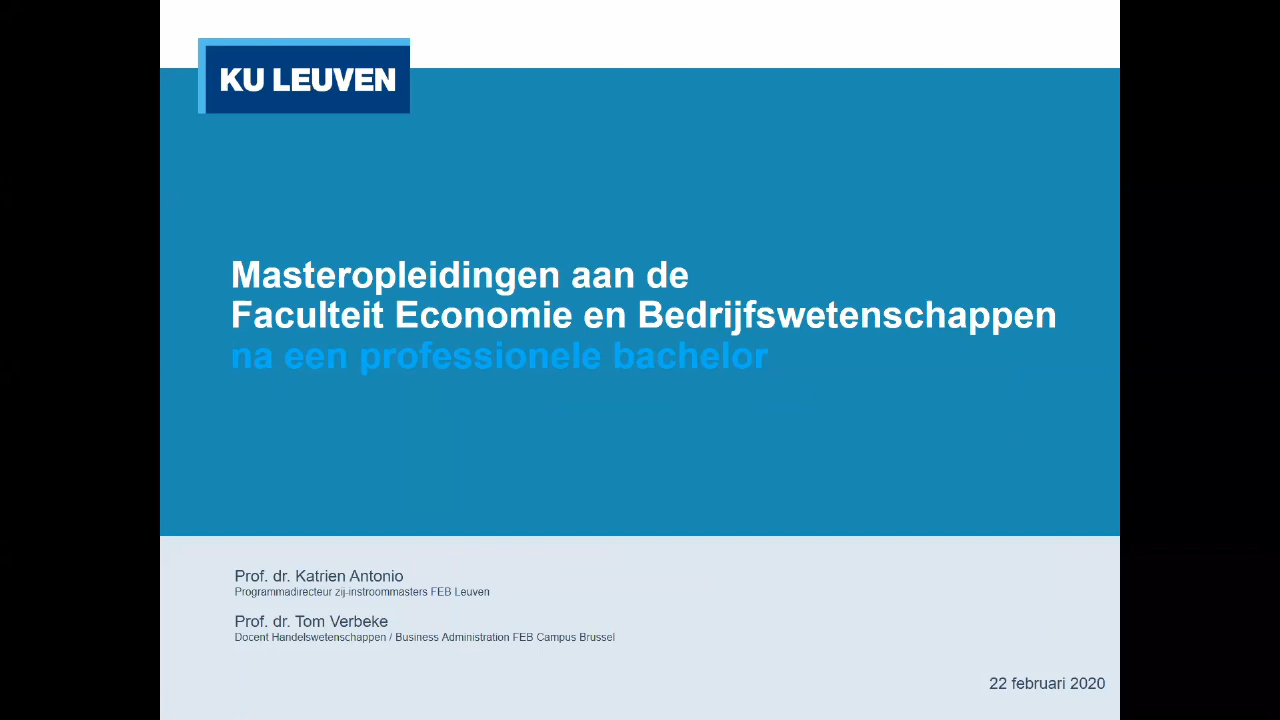 KU LEUVEN
Masteropleidingen aan de
Faculteit Economie en Bedrijfswetenschappen
na een professionele bachelor
Prof. dr. Katrien Antonio
Programmadirecteur zij-instroommasters FEB Leuven
Prof. dr. Tom Verbeke
Docent Handelswetenschappen / Business Administration FEB Campus Brussel
22 februari 2020